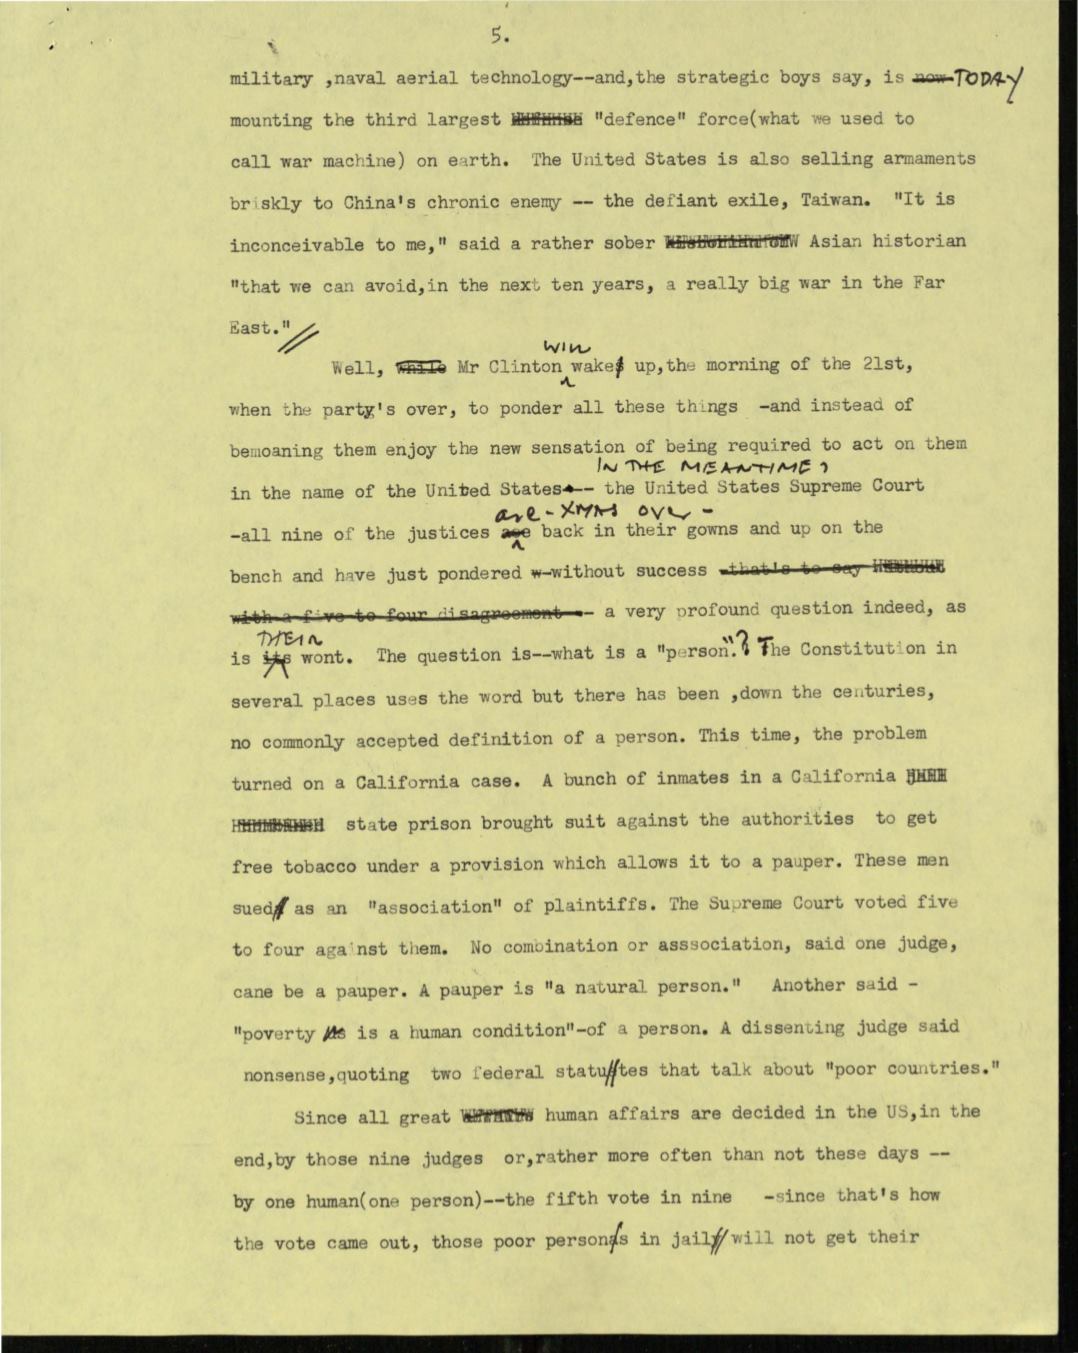 5.
military ,naval aerial technology--and,the strategic boys say, is now TODAY
mounting the third largest "defence" force(what we used to
call war machine) on earth. The United States is also selling armaments
briskly to China's chronic enemy -- the defiant exile, Taiwan. "It is
inconceivable to me," said a rather sober Asian historian
"that we can avoid,in the next ten years, a really big war in the Far
East."//
WILL
Well, while Mr Clinton wakes up,the morning of the 21st,
when the party's over, to ponder all these things -and instead of
bemoaning them enjoy the new sensation of being required to act on them
IN THE MEANTIME,
in the name of the United States-- the United States Supreme Court
are - XMAS OVER -
-all nine of the justices are back in their gowns and up on the
bench and have just pondered w-without success -that's to say
with a five to four disagreement -- a very profound question indeed, as
THEIR
is its wont. The question is--what is a "person"? The Constitution in
several places uses the word but there has been ,down the centuries,
no commonly accepted definition of a person. This time, the problem
turned on a California case. A bunch of inmates in a California
state prison brought suit against the authorities to get
free tobacco under a provision which allows it to a pauper. These men
sued as an "association" of plaintiffs. The Supreme Court voted five
to four against them. No combination or asssociation, said one judge,
cane be a pauper. A pauper is "a natural person." Another said -
"poverty is a human condition"-of a person. A dissenting judge said
nonsense,quoting two federal statu//tes that talk about "poor countries."
Since all great human affairs are decided in the US,in the
end,by those nine judges or,rather more often than not these days --
by one human(one person)--the fifth vote in nine -since that's how
the vote came out, those poor persons in jail// will not get their